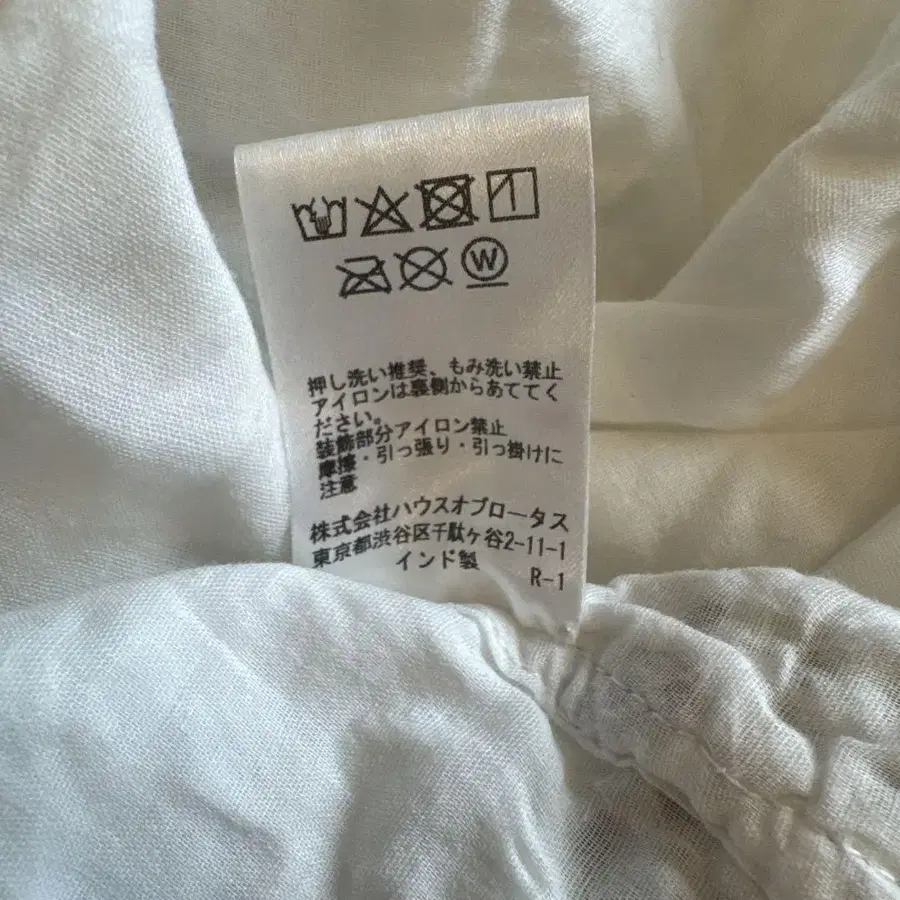 W
押し洗い推奨、もみ洗い禁止
アイロンは裏側からあててく
ださい。
装飾部分アイロン禁止
摩擦・引っ張り・引っ掛けに
注意
株式会社ハウスオブロータス
東京都渋谷区千駄ヶ谷2-11-1
インド製 R-1